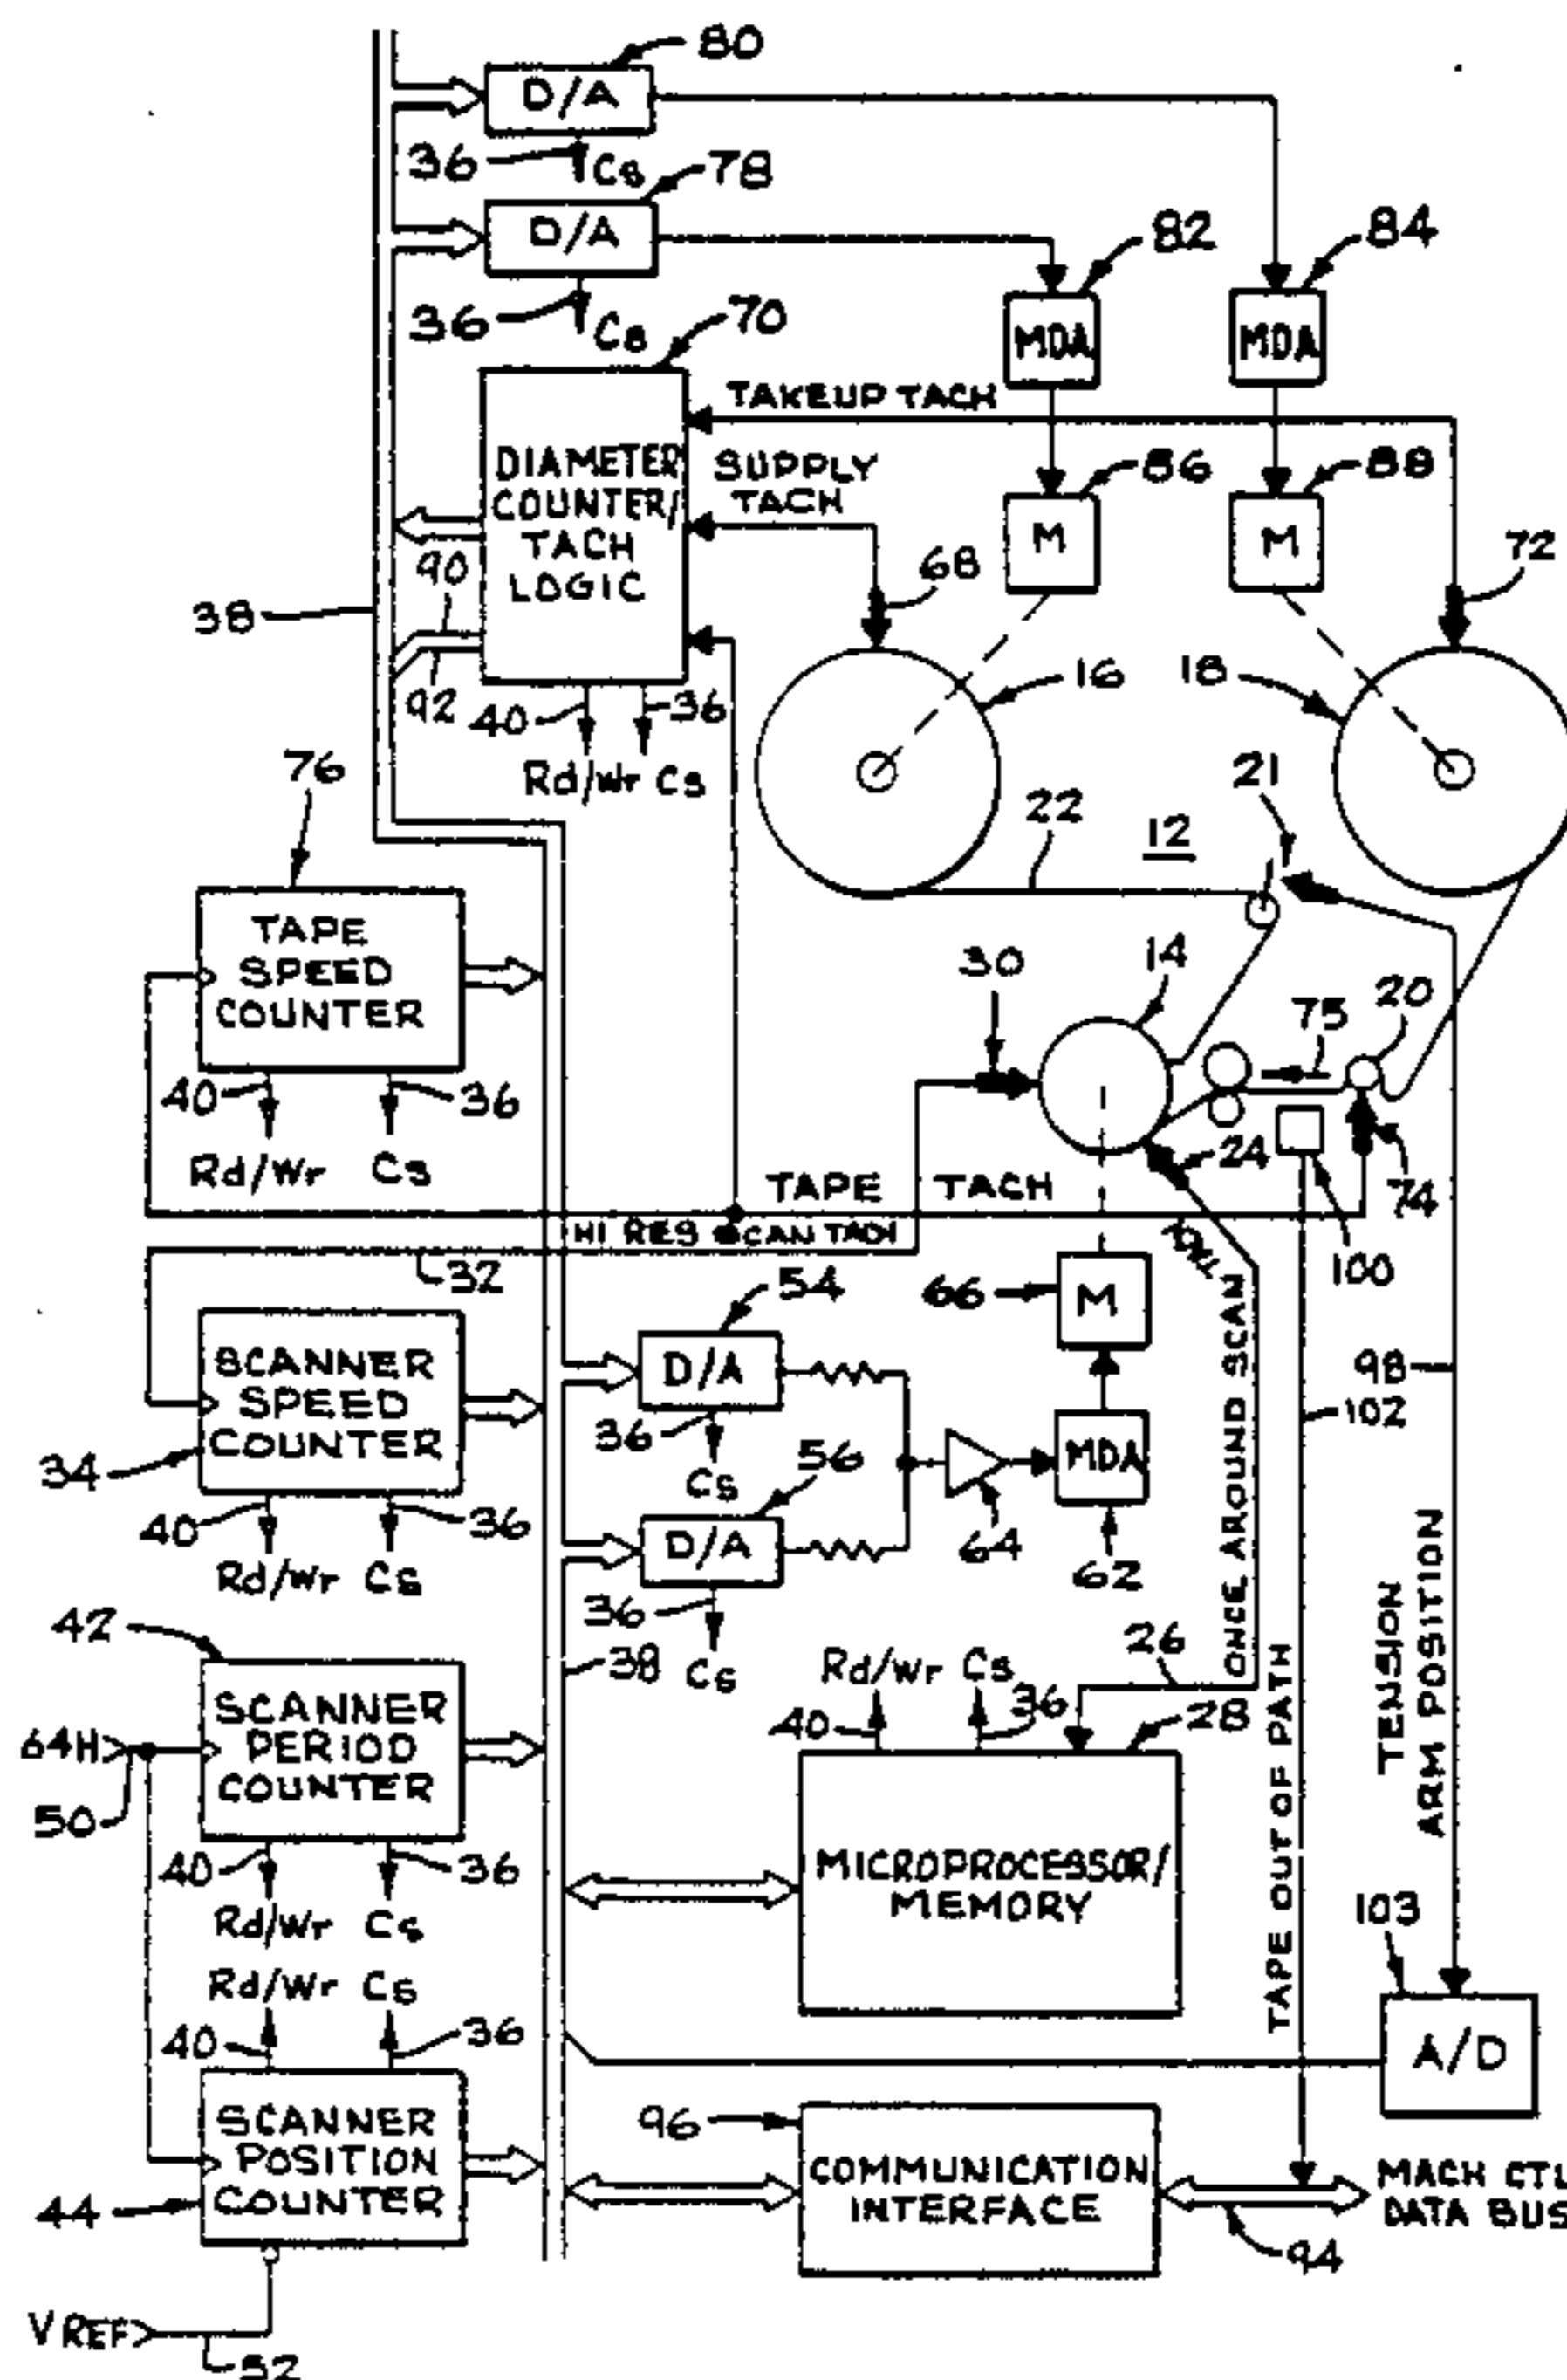 80
D/A
36
Cs
78
D/A
82
84
36
Cs
70
MDA
MDA
TAKEUP TACH
DIAMETER
COUNTER/
TACH
LOGIC
SUPPLY
TACH
86
88
M
M
68
72
90
38
92
16
18
40
36
Rd/Wr Cs
76
21
22
12
TAPE
SPEED
COUNTER
14
30
75
20
40
36
Rd/Wr Cs
24
74
TAPE TACH
HI RES SCAN TACH
32
100
54
66
M
SCANNER
SPEED
COUNTER
D/A
98
102
34
36
Cs
56
MDA
40
36
D/A
64
62
Rd/Wr Cs
36
Cs
42
38
26
ONCE AROUND SCAN
TENSION
ARM POSITION
TAPE OUT OF PATH
Rd/Wr Cs
40
36
28
SCANNER
PERIOD
COUNTER
64H
50
40
36
Rd/Wr Cs
MICROPROCESSOR/
MEMORY
103
Rd/Wr Cs
40
36
A/D
SCANNER
POSITION
COUNTER
44
96
COMMUNICATION
INTERFACE
MACH CTL
DATA BUS
94
V REF
52